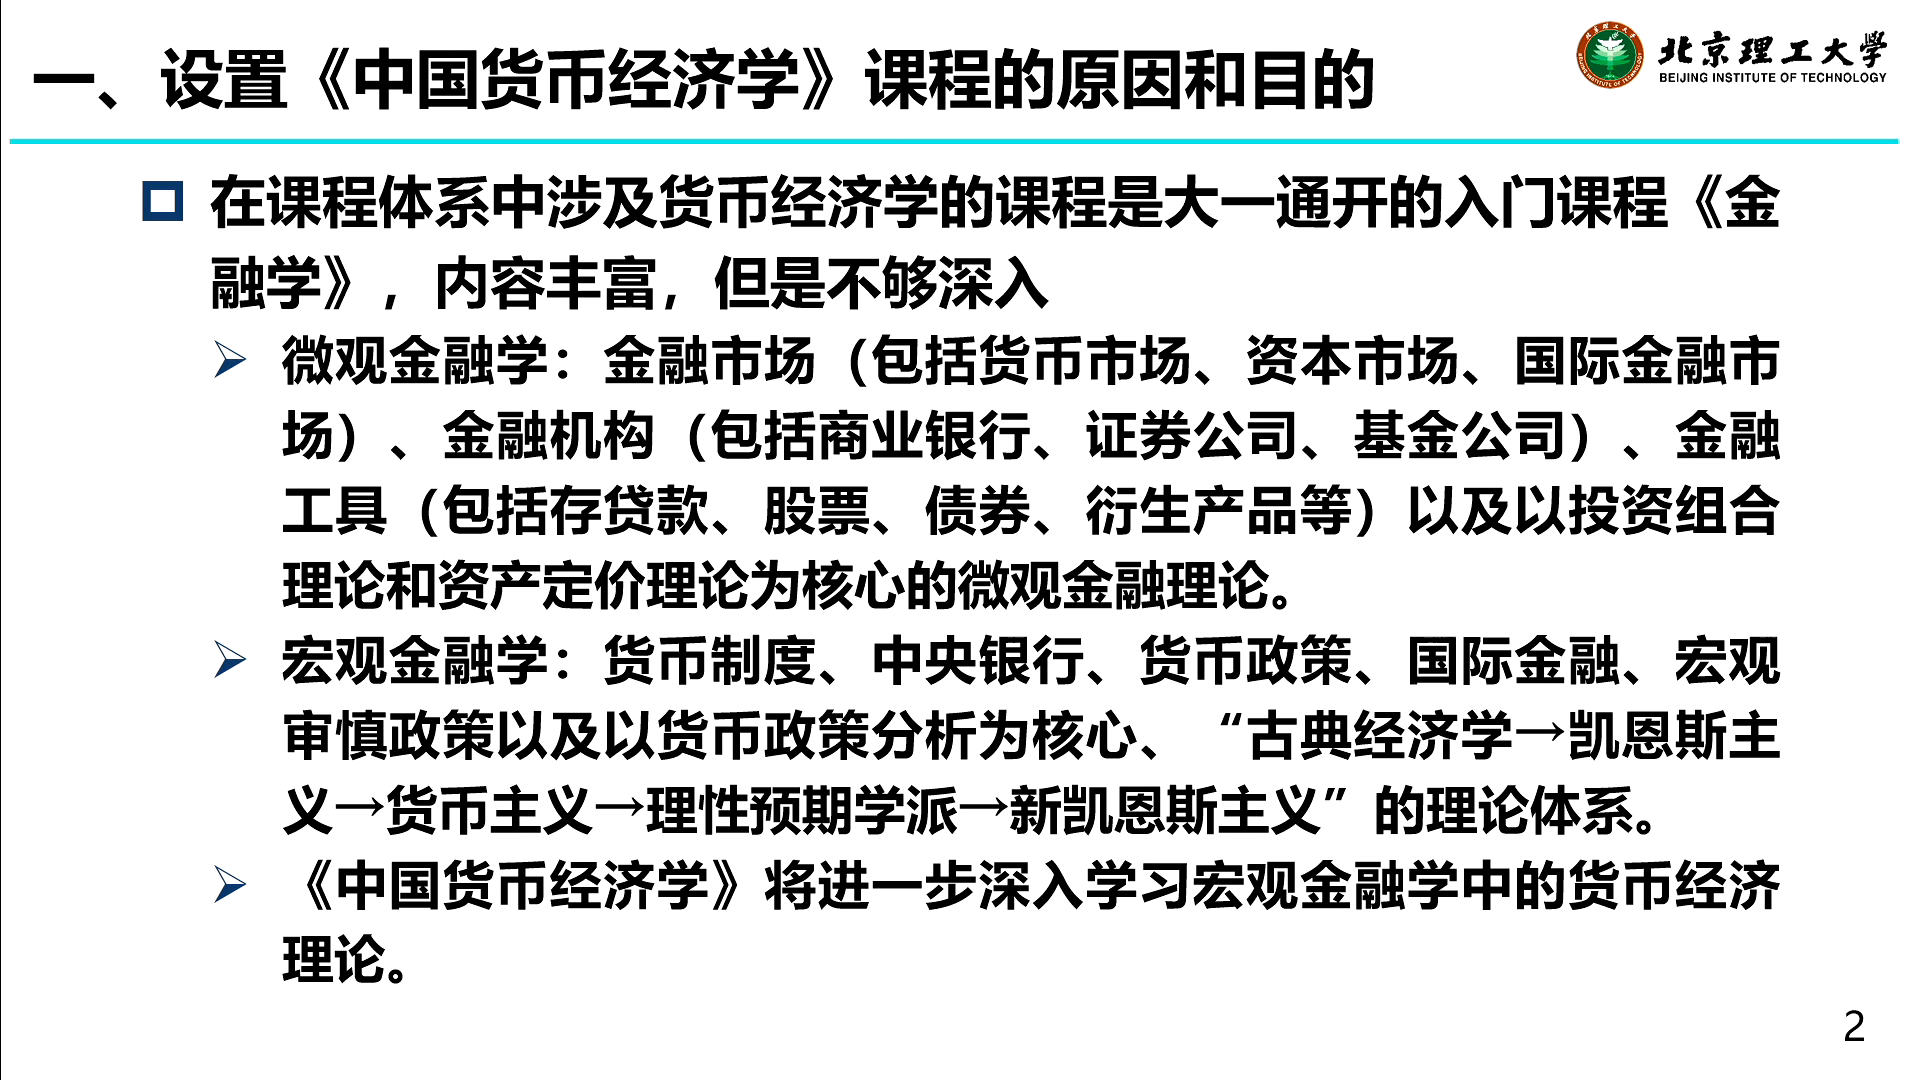 一、设置《中国货币经济学》课程的原因和目的
北京理工大学
BEIJING INSTITUTE OF TECHNOLOGY
在课程体系中涉及货币经济学的课程是大一通开的入门课程《金
融学》，内容丰富，但是不够深入
微观金融学：金融市场（包括货币市场、资本市场、国际金融市
场）、金融机构（包括商业银行、证券公司、基金公司）、金融
工具（包括存贷款、股票、债券、衍生产品等）以及以投资组合
理论和资产定价理论为核心的微观金融理论。
宏观金融学：货币制度、中央银行、货币政策、国际金融、宏观
审慎政策以及以货币政策分析为核心、“古典经济学→凯恩斯主
义→货币主义→理性预期学派→新凯恩斯主义”的理论体系。
《中国货币经济学》将进一步深入学习宏观金融学中的货币经济
理论。
2